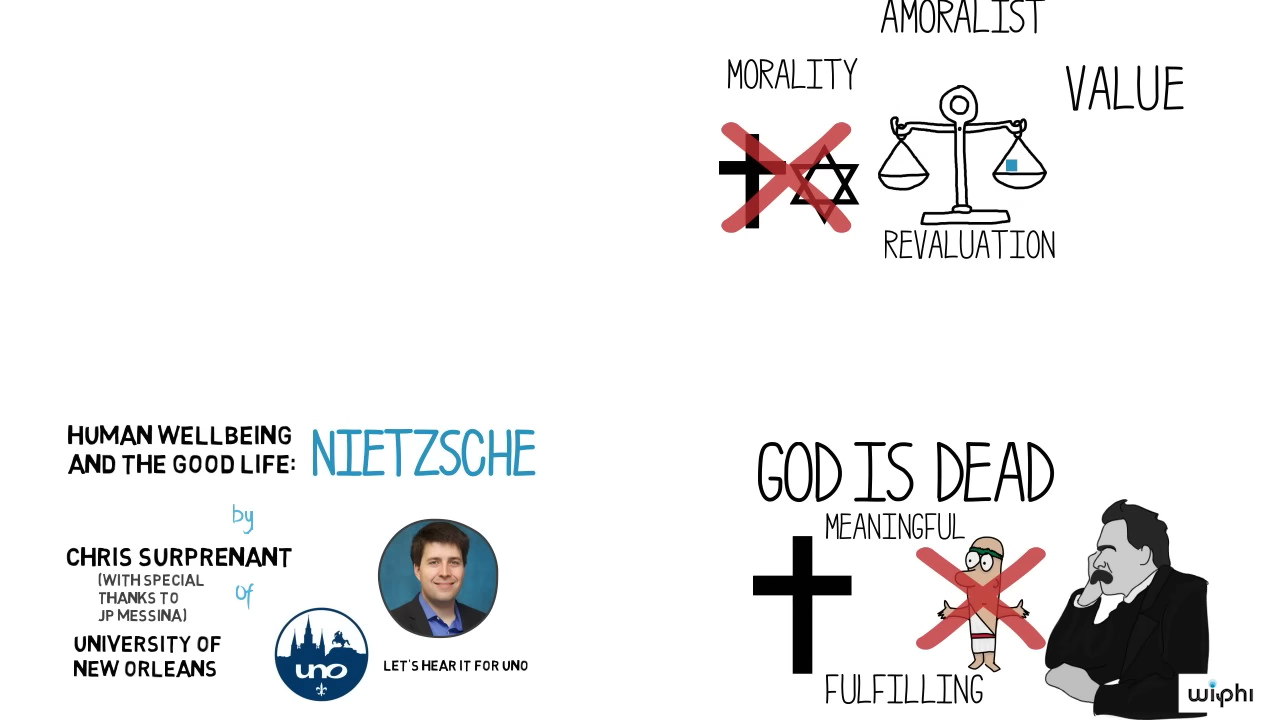 AMORALIST
MORALITY
VALUE
REVALUATION
HUMAN WELLBEING
AND THE GOOD LIFE:
NIETZSCHE
by
CHRIS SURPRENANT
(WITH SPECIAL
THANKS TO
JP MESSINA)
of
UNIVERSITY OF
NEW ORLEANS
uno
LET'S HEAR IT FOR UNO
GOD IS DEAD
MEANINGFUL
FULFILLING
wiphi